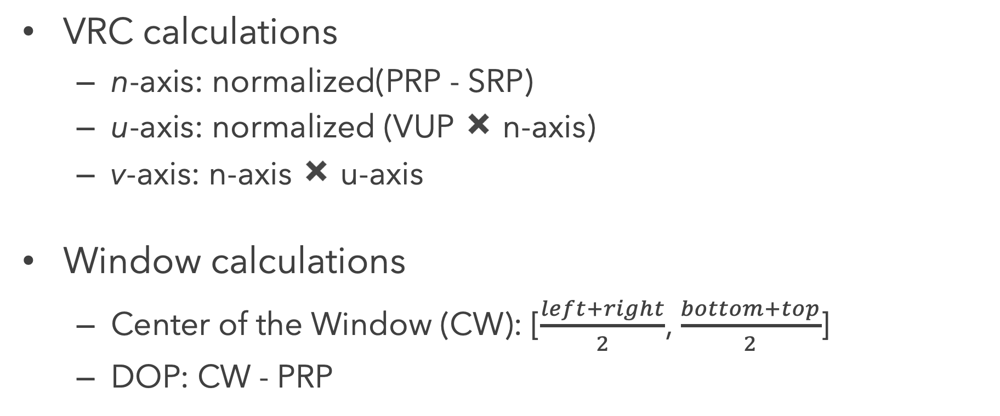 • VRC calculations
– n-axis: normalized(PRP - SRP)
– u-axis: normalized (VUP ✖ n-axis)
– v-axis: n-axis ✖ u-axis
• Window calculations
– Center of the Window (CW): [\frac{left+right}{2}, \frac{bottom+top}{2}]
– DOP: CW - PRP